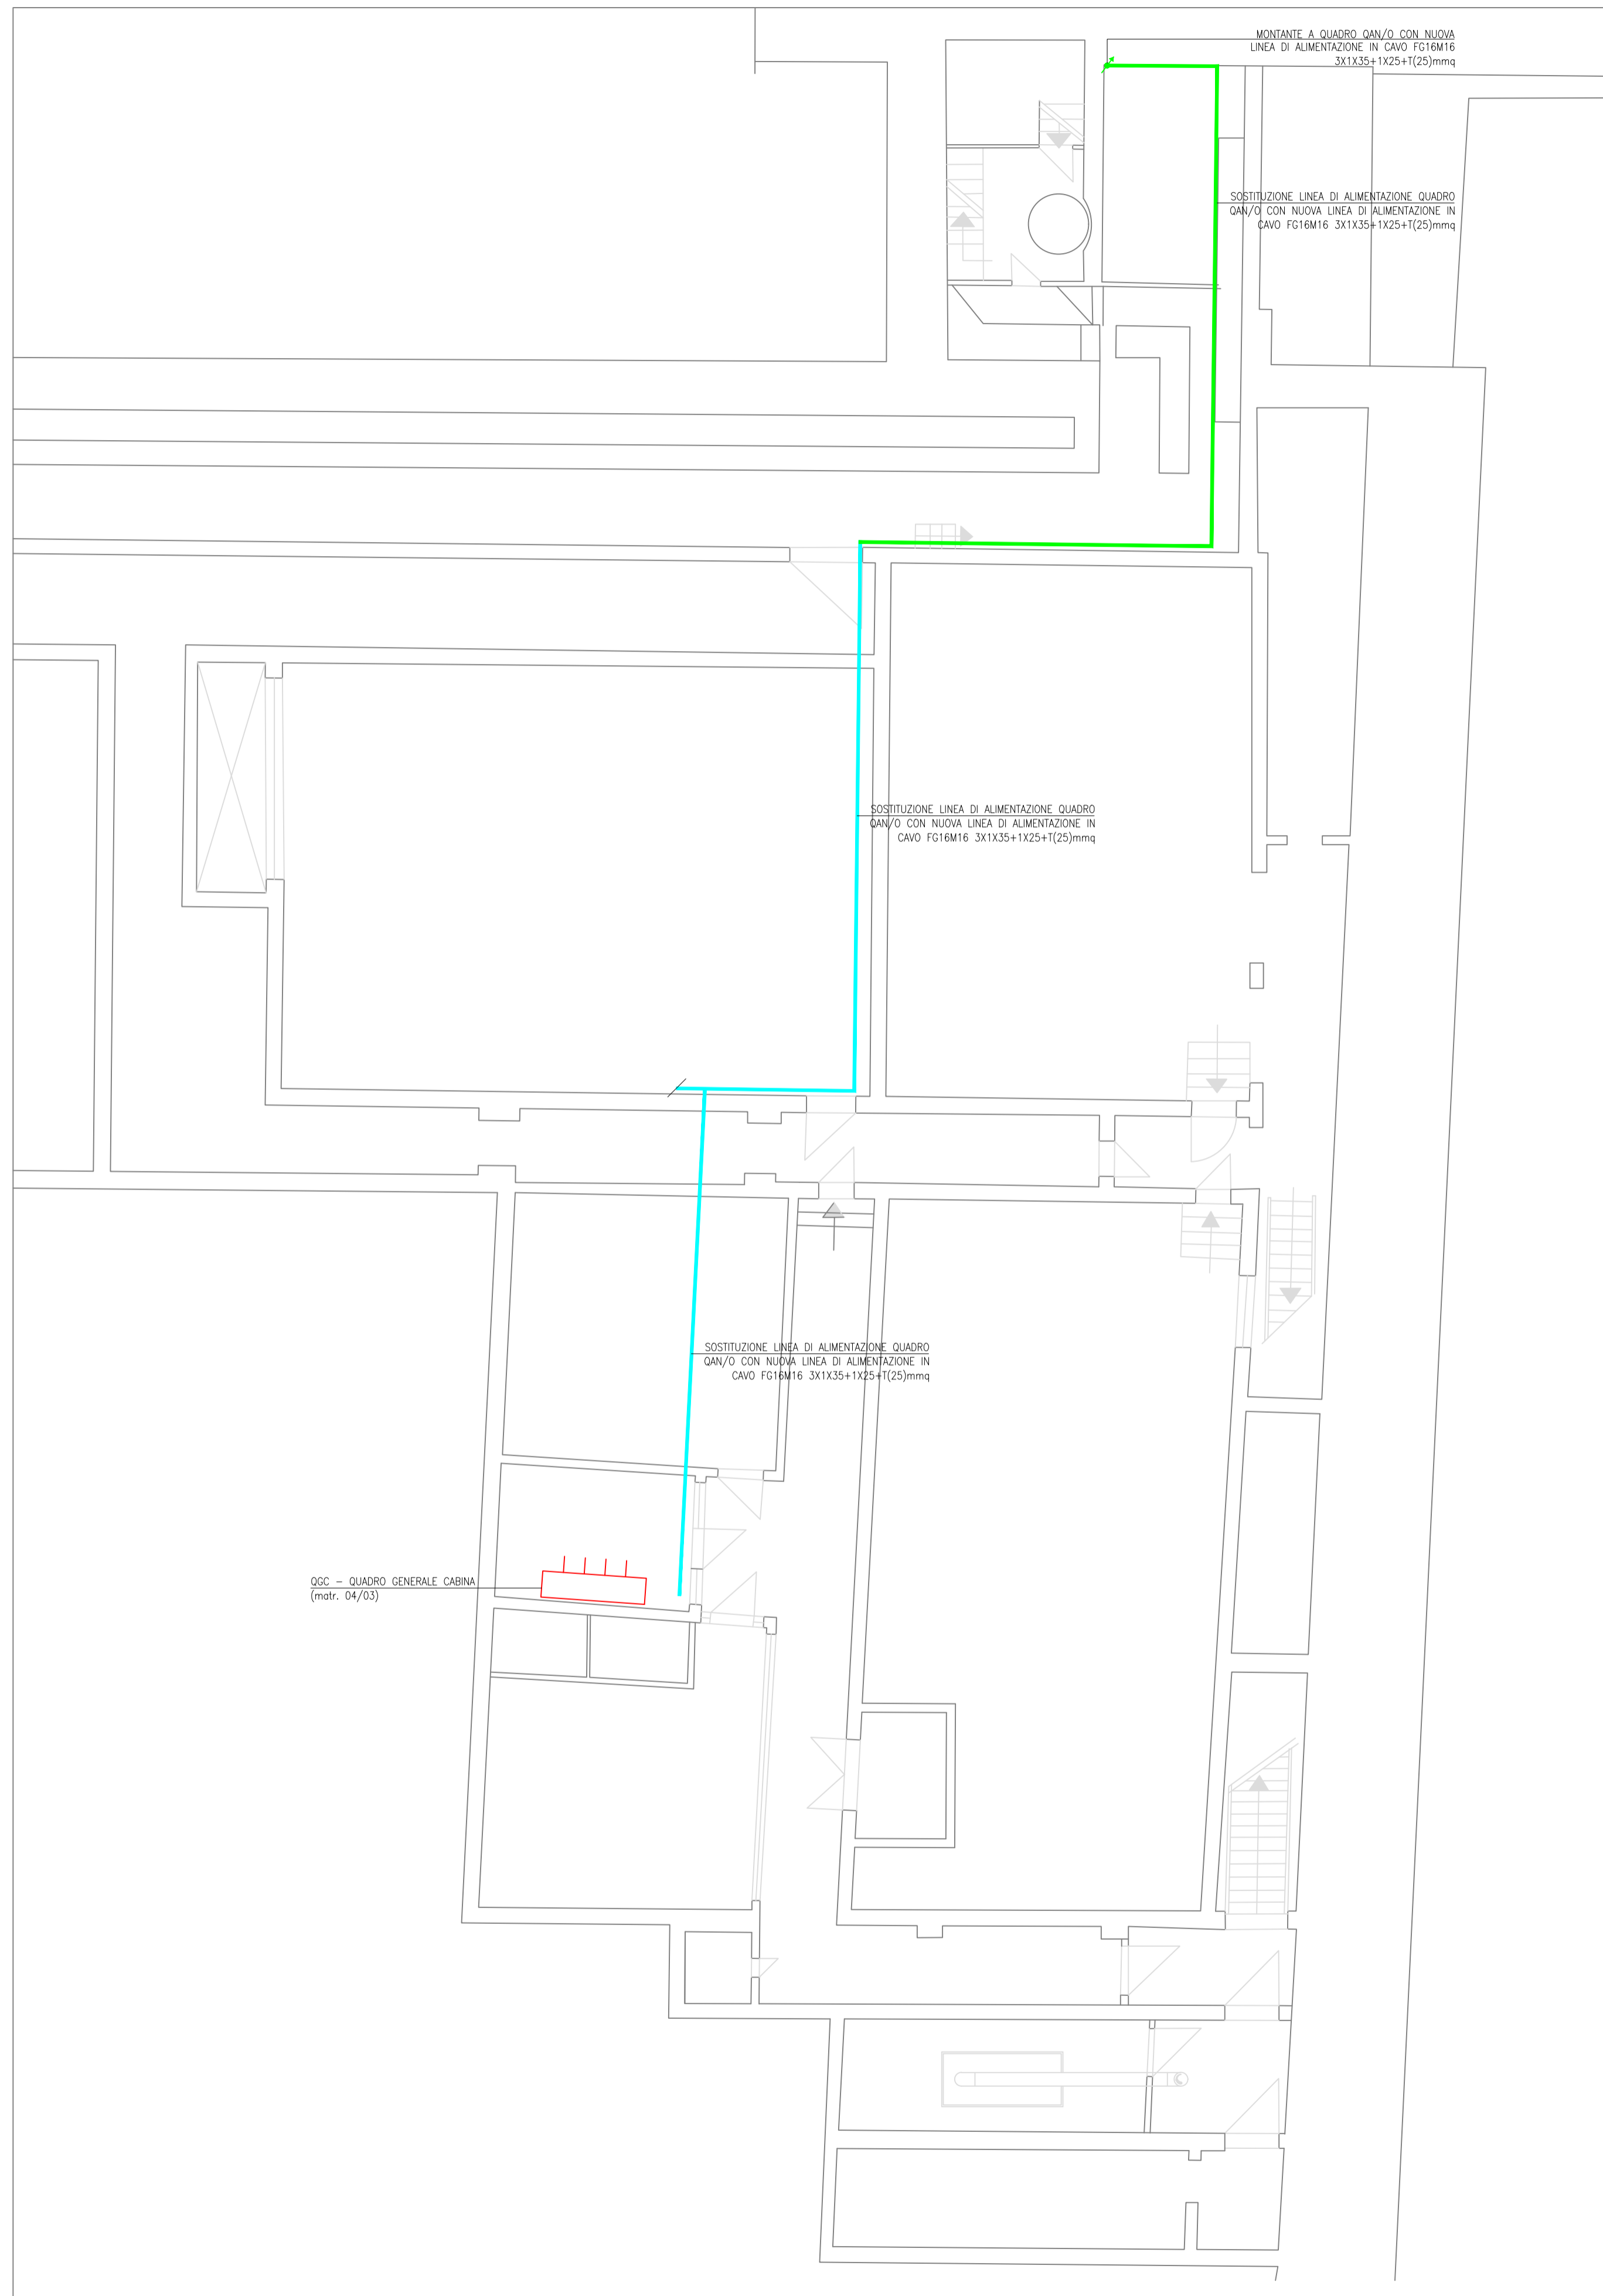 MONTANTE A QUADRO QAN/O CON NUOVA
LINEA DI ALIMENTAZIONE IN CAVO FG16M16
3X1X35+1X25+T(25)mmq
SOSTITUZIONE LINEA DI ALIMENTAZIONE QUADRO
QAN/O CON NUOVA LINEA DI ALIMENTAZIONE IN
CAVO FG16M16 3X1X35+1X25+T(25)mmq
SOSTITUZIONE LINEA DI ALIMENTAZIONE QUADRO
QAN/O CON NUOVA LINEA DI ALIMENTAZIONE IN
CAVO FG16M16 3X1X35+1X25+T(25)mmq
SOSTITUZIONE LINEA DI ALIMENTAZIONE QUADRO
QAN/O CON NUOVA LINEA DI ALIMENTAZIONE IN
CAVO FG16M16 3X1X35+1X25+T(25)mmq
QGC – QUADRO GENERALE CABINA
(matr. 04/03)